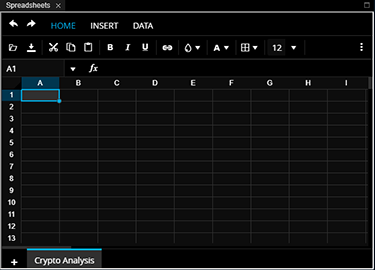 Spreadsheets ×
HOME INSERT DATA
B I U A 12
A1 fx
A B C D E F G H I
1
2
3
4
5
6
7
8
9
10
11
12
13
+ Crypto Analysis